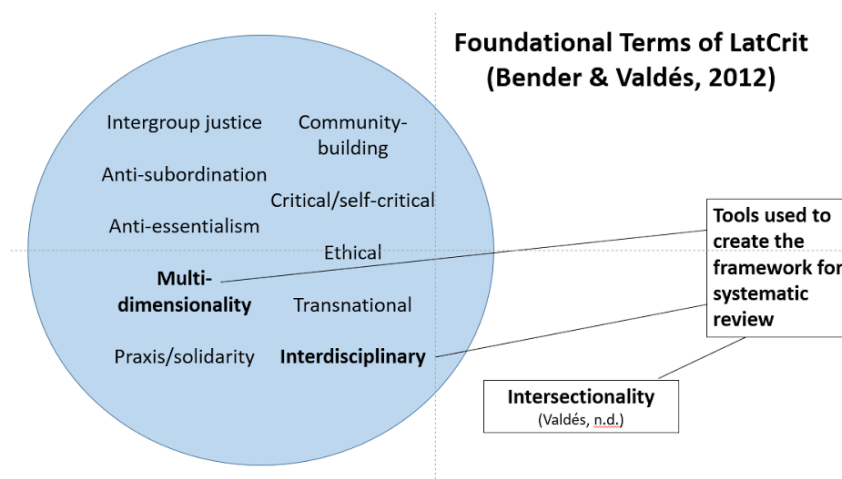 Foundational Terms of LatCrit
(Bender & Valdés, 2012)
Intergroup justice
Anti-subordination
Anti-essentialism
Multi-
dimensionality
Praxis/solidarity
Community-
building
Critical/self-critical
Ethical
Transnational
Interdisciplinary
Tools used to
create the
framework for
systematic
review
Intersectionality
(Valdés, n.d.)